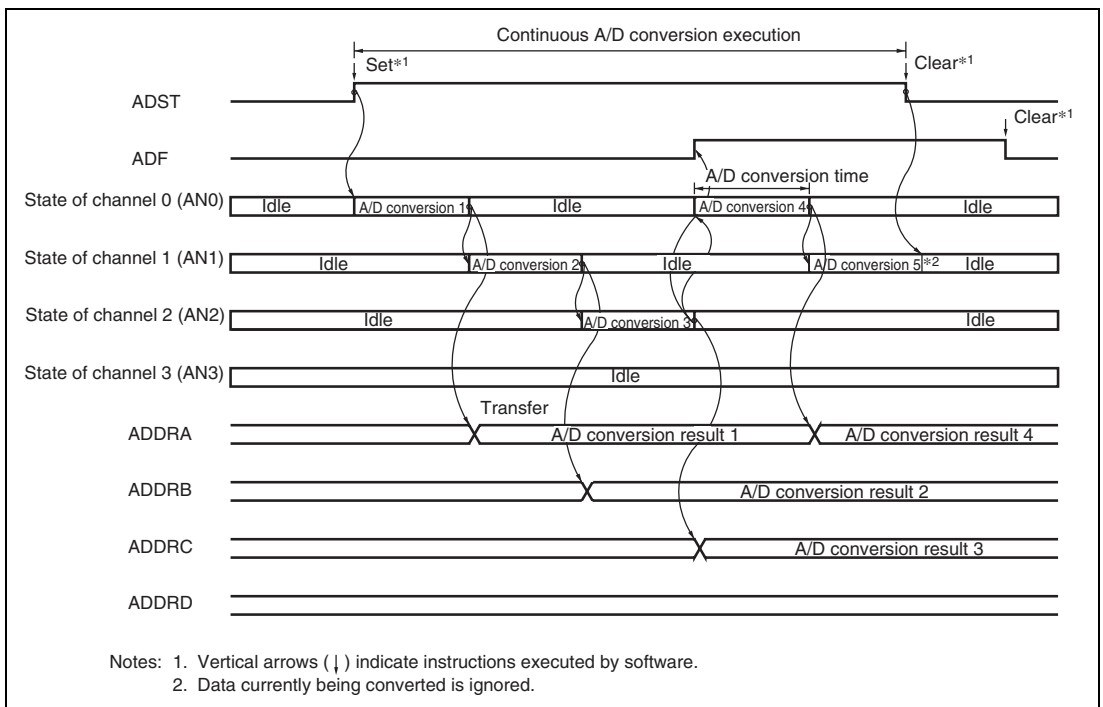 Continuous A/D conversion execution
Set*1
Clear*1
ADST
Clear*1
ADF
A/D conversion time
State of channel 0 (AN0) Idle A/D conversion 1 Idle A/D conversion 4 Idle
State of channel 1 (AN1) Idle A/D conversion 2 Idle A/D conversion 5 *2 Idle
State of channel 2 (AN2) Idle A/D conversion 3 Idle
State of channel 3 (AN3) Idle
Transfer
ADDRA A/D conversion result 1 A/D conversion result 4
ADDRB A/D conversion result 2
ADDRC A/D conversion result 3
ADDRD
Notes: 1. Vertical arrows (↓) indicate instructions executed by software.
2. Data currently being converted is ignored.